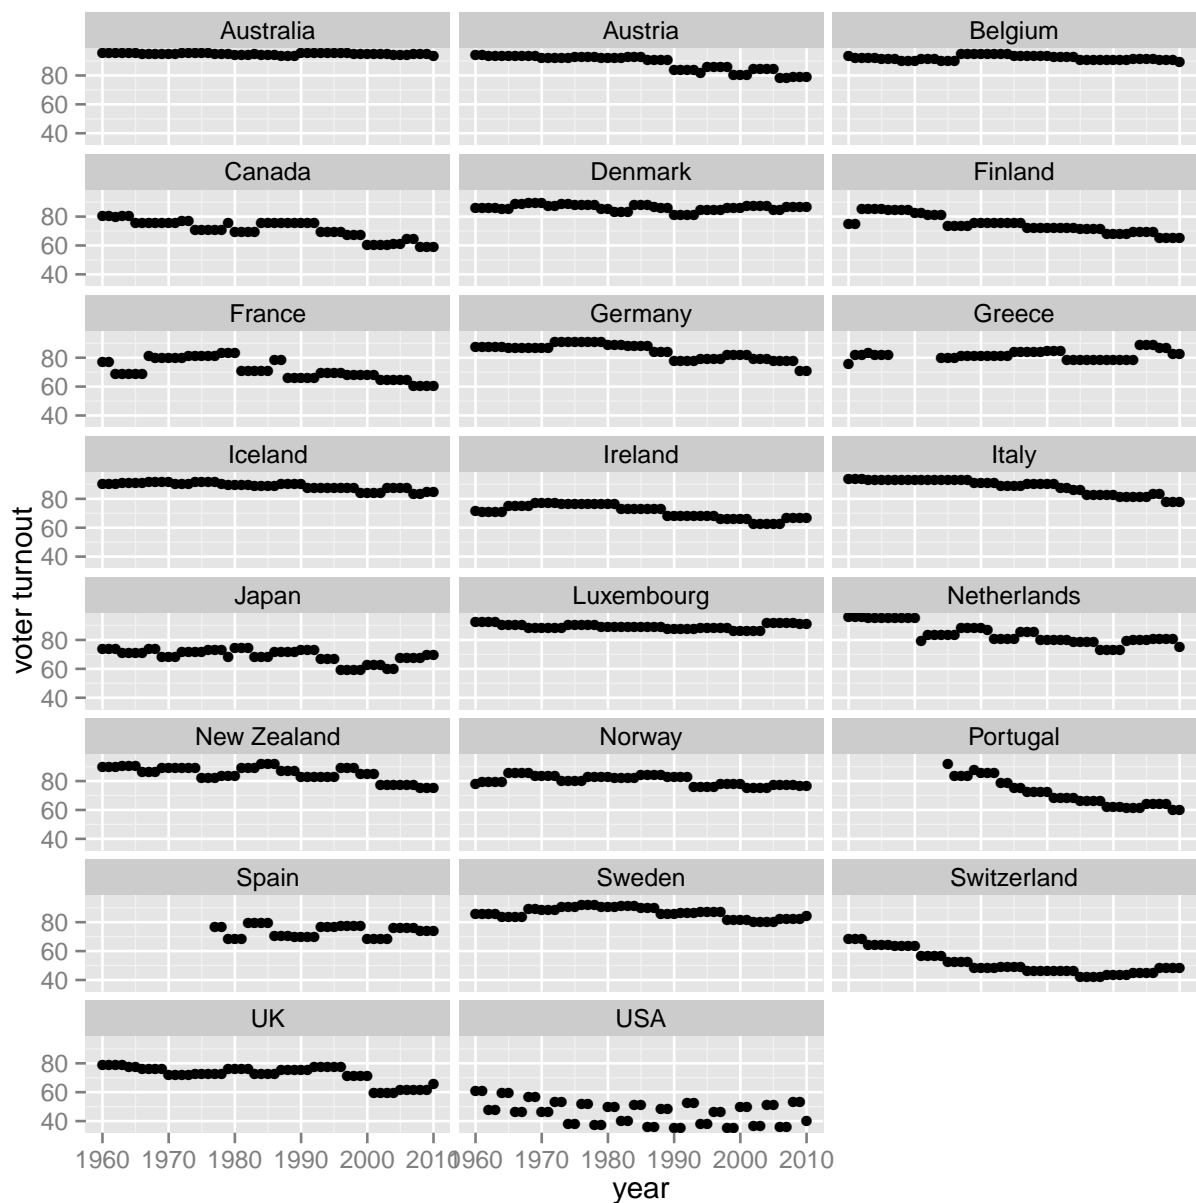 Australia
Austria
Belgium
80
60
40
Canada
Denmark
Finland
80
60
40
France
Germany
Greece
80
60
40
Iceland
Ireland
Italy
80
60
40
voter turnout
Japan
Luxembourg
Netherlands
80
60
40
New Zealand
Norway
Portugal
80
60
40
Spain
Sweden
Switzerland
80
60
40
UK
USA
80
60
40
1960 1970 1980 1990 2000 2010
1960 1970 1980 1990 2000 2010
year